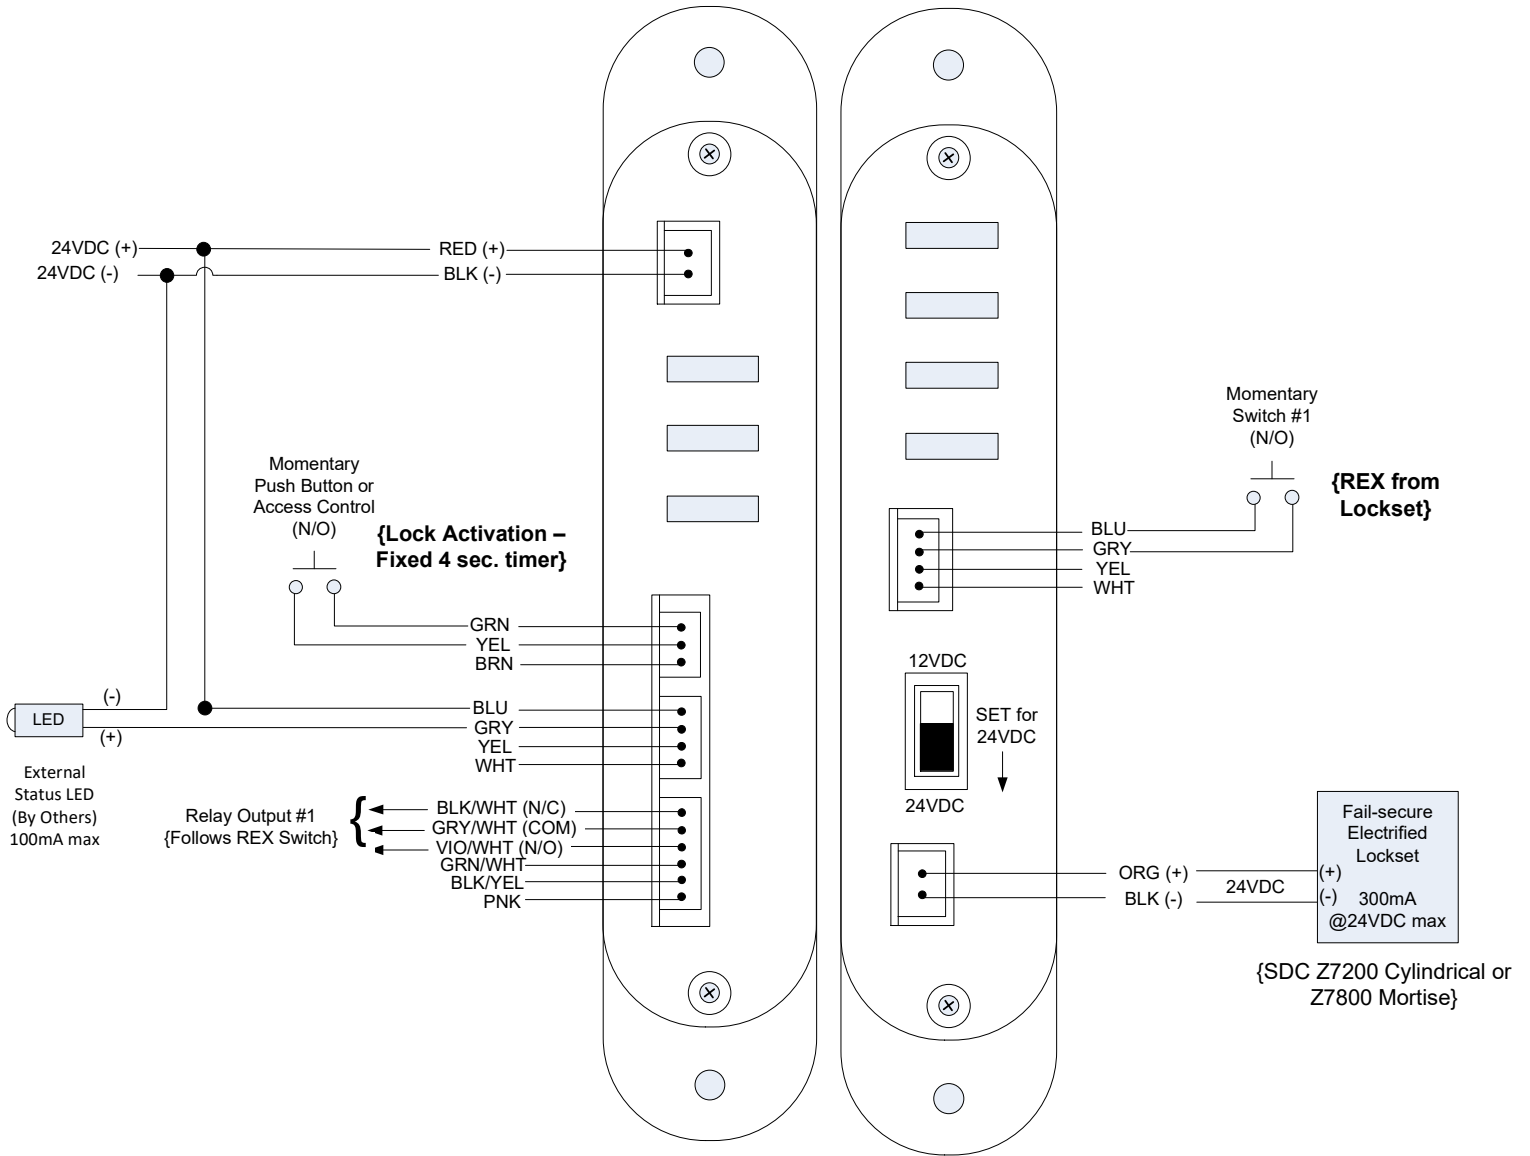 24VDC (+)
24VDC (-)
RED (+)
BLK (-)
Momentary
Push Button or
Access Control
(N/O)
{Lock Activation –
Fixed 4 sec. timer}
GRN
YEL
BRN
BLU
GRY
YEL
WHT
(-)
LED
(+)
External
Status LED
(By Others)
100mA max
Relay Output #1
{Follows REX Switch}
{
BLK/WHT (N/C)
GRY/WHT (COM)
VIO/WHT (N/O)
GRN/WHT
BLK/YEL
PNK
Momentary
Switch #1
(N/O)
{REX from
Lockset}
BLU
GRY
YEL
WHT
12VDC
SET for
24VDC
24VDC
ORG (+)
BLK (-)
24VDC
Fail-secure
Electrified
Lockset
(+)
(-) 300mA
@24VDC max
{SDC Z7200 Cylindrical or
Z7800 Mortise}